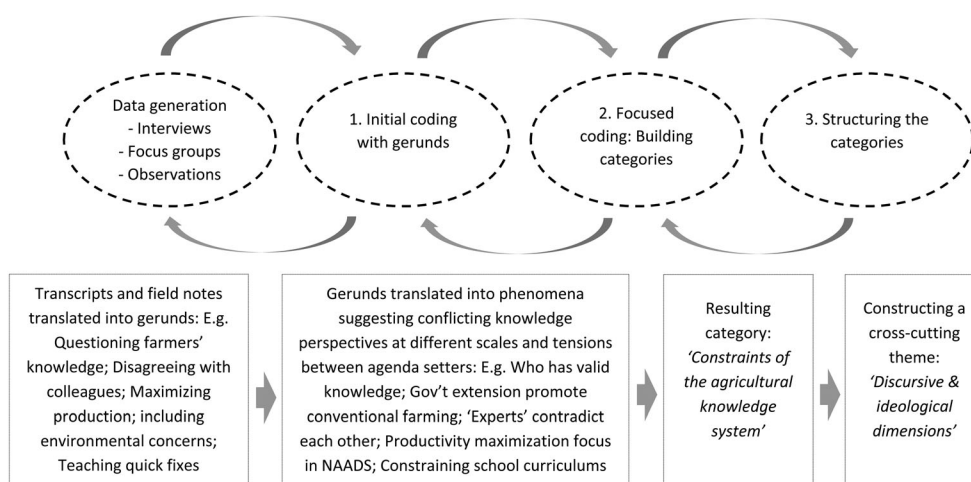 Data generation
- Interviews
- Focus groups
- Observations
1. Initial coding
with gerunds
2. Focused
coding: Building
categories
3. Structuring the
categories
Transcripts and field notes
translated into gerunds: E.g.
Questioning farmers’
knowledge; Disagreeing with
colleagues; Maximizing
production; including
environmental concerns;
Teaching quick fixes
Gerunds translated into phenomena
suggesting conflicting knowledge
perspectives at different scales and tensions
between agenda setters: E.g. Who has valid
knowledge; Gov’t extension promote
conventional farming; ‘Experts’ contradict
each other; Productivity maximization focus
in NAADS; Constraining school curriculums
Resulting
category:
‘Constraints of
the agricultural
knowledge
system’
Constructing a
cross-cutting
theme:
‘Discursive &
ideological
dimensions’